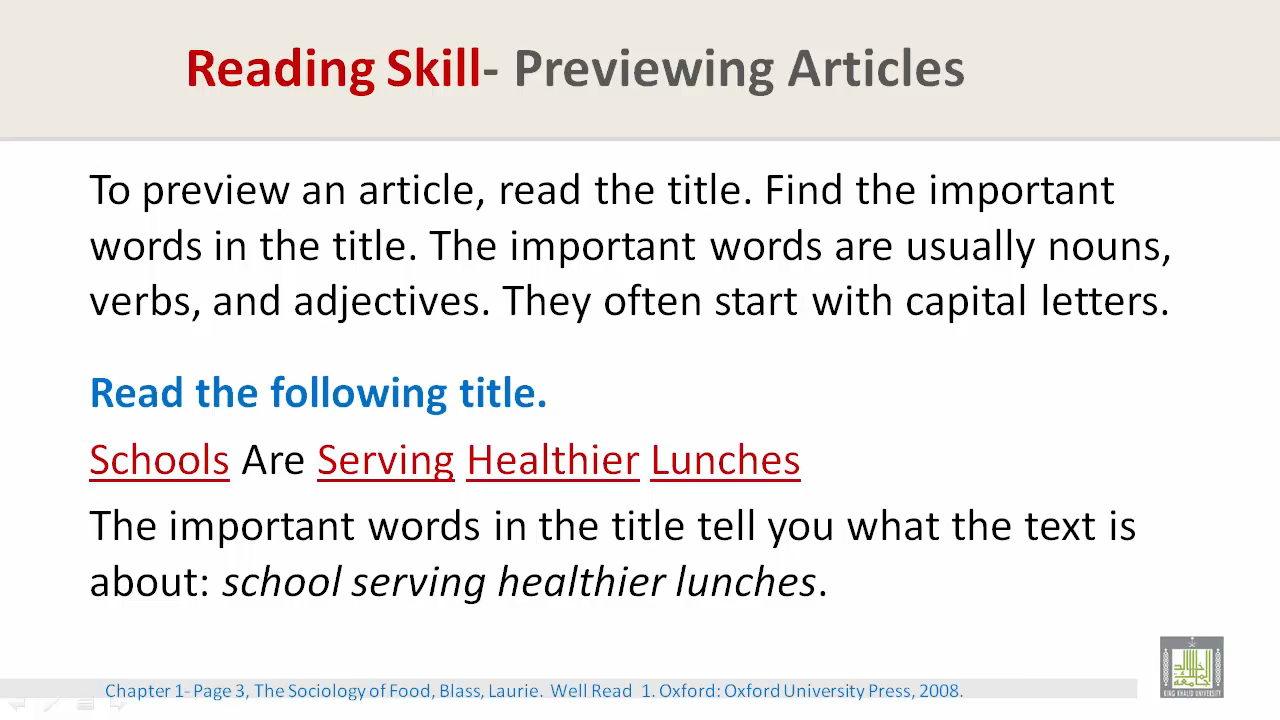 Reading Skill- Previewing Articles
To preview an article, read the title. Find the important
words in the title. The important words are usually nouns,
verbs, and adjectives. They often start with capital letters.
Read the following title.
Schools Are Serving Healthier Lunches
The important words in the title tell you what the text is
about: school serving healthier lunches.
KING KHALID UNIVERSITY
Chapter 1- Page 3, The Sociology of Food, Blass, Laurie. Well Read 1. Oxford: Oxford University Press, 2008.